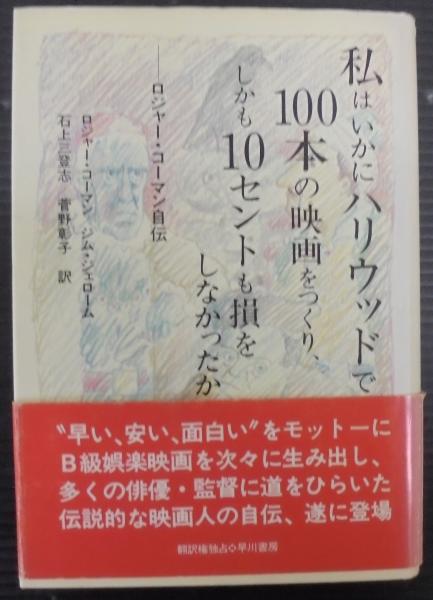 私はいかにハリウッドで
100本の映画をつくり、
しかも10セントも損を
しなかったか
——ロジャー・コーマン自伝
ロジャー・コーマン ジム・ジェローム
石上三登志 菅野彰子 訳
"早い、安い、面白い"をモットーに
B級娯楽映画を次々に生み出し、
多くの俳優・監督に道をひらいた
伝説的な映画人の自伝、遂に登場
翻訳権独占◇早川書房